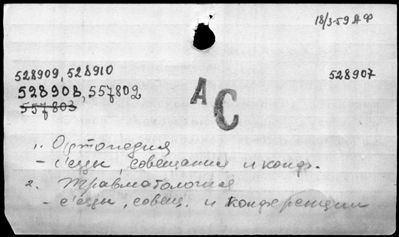 18/3-59 АФ
528909, 528910
528907
528908, 557802
557803
АС
1. Ортопедия
- съезды, совещания и конф.
2. Травматология
- съезды, совещ. и конференции